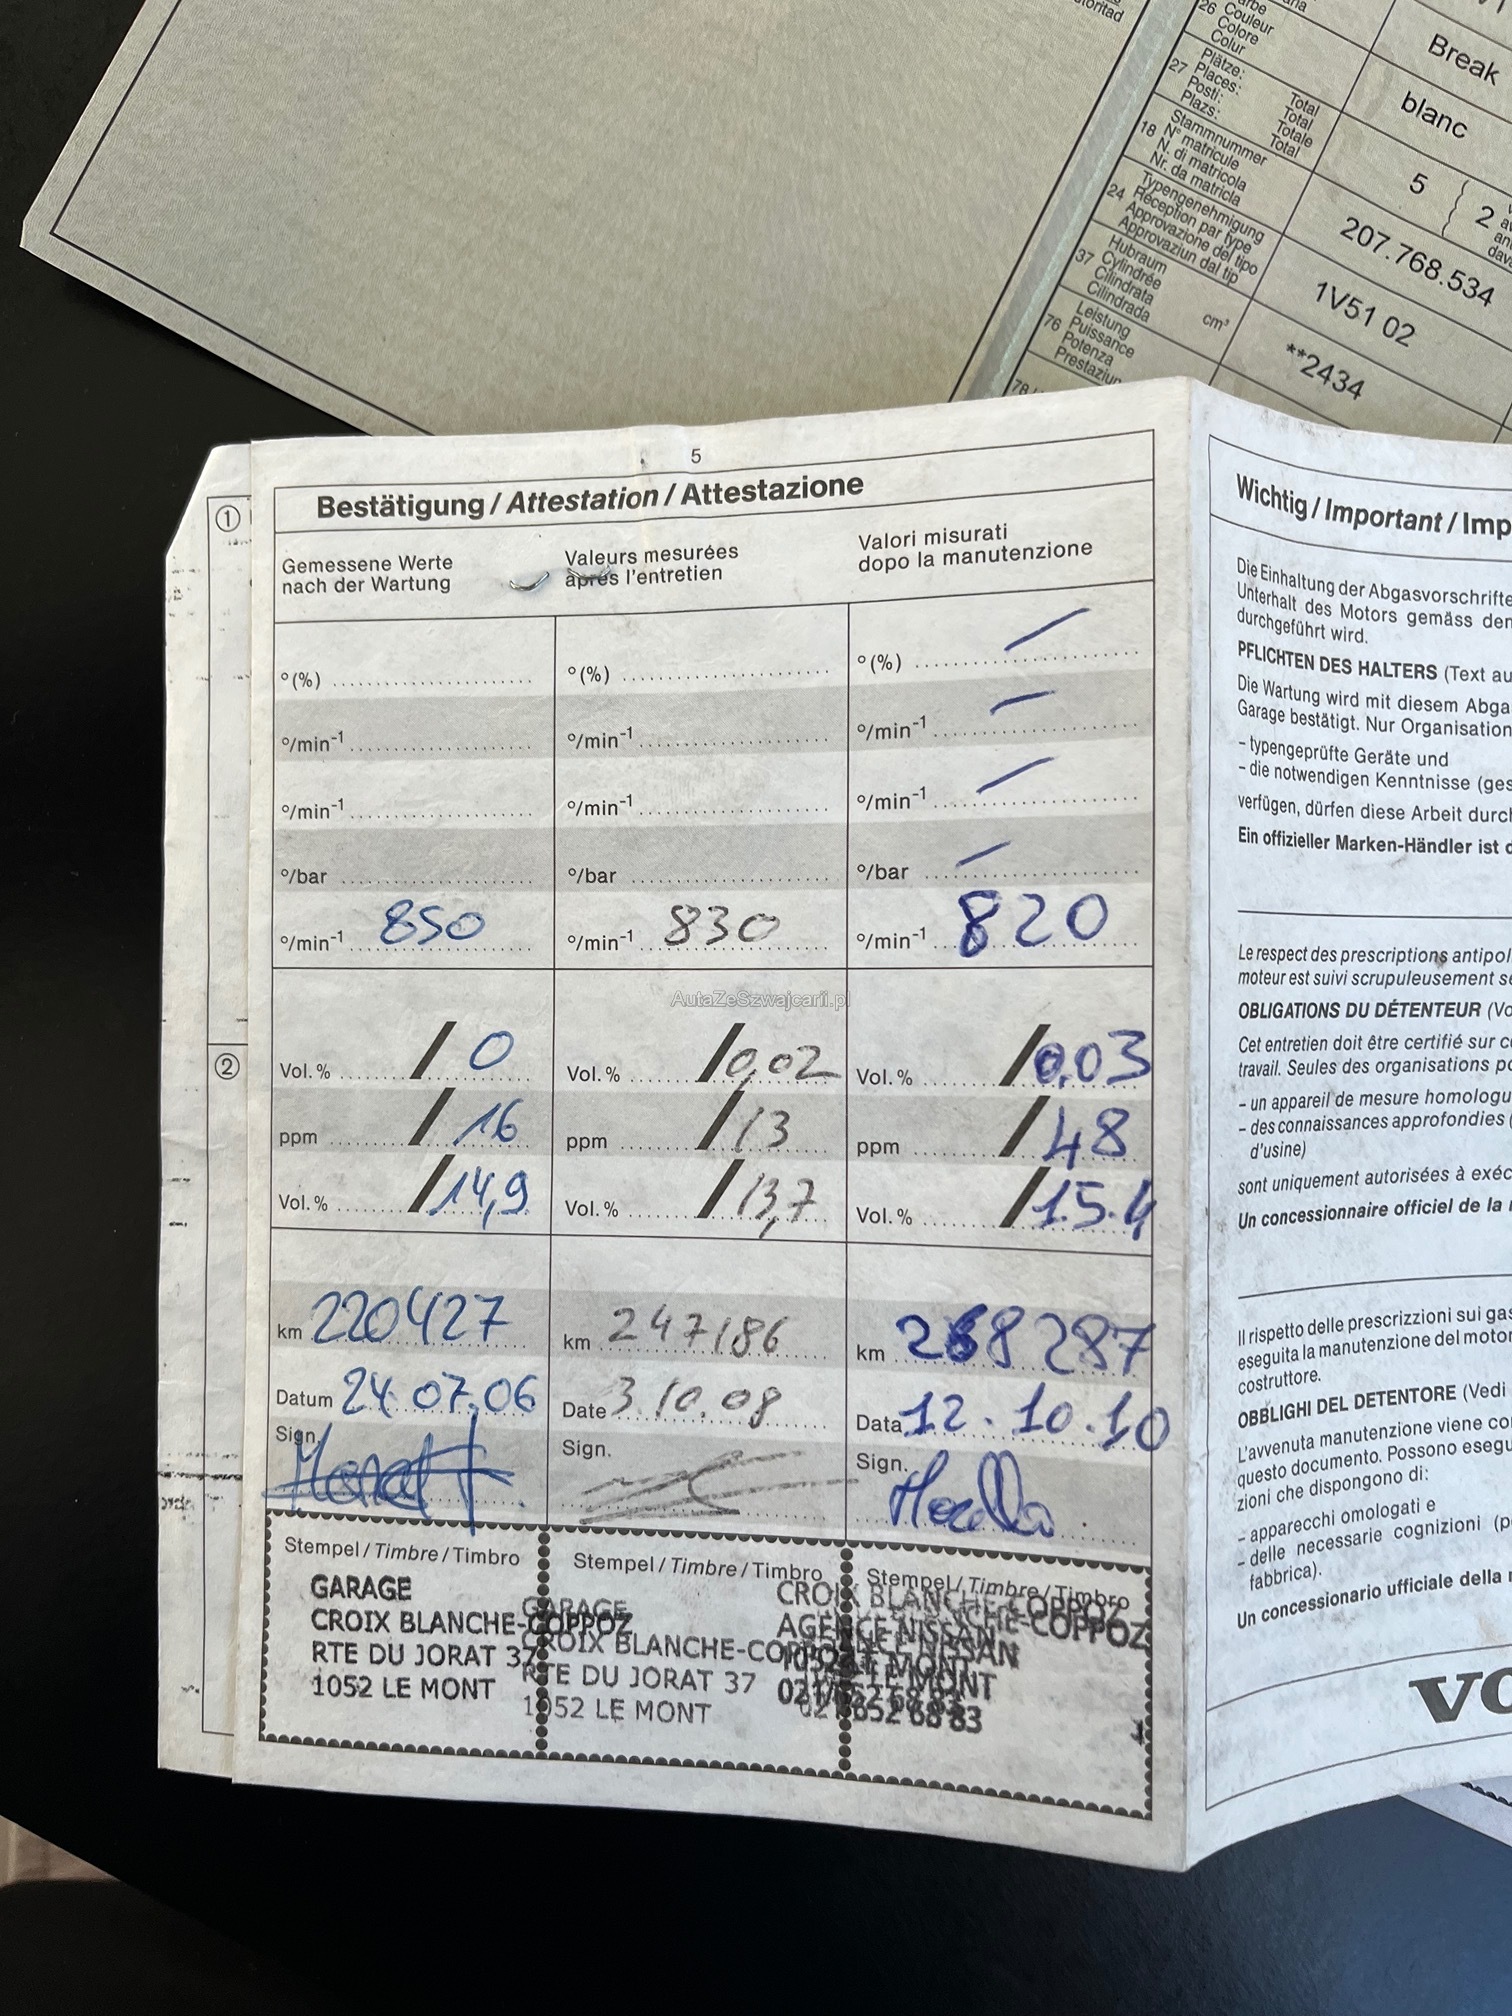 toritad
26 Couleur
Colore
Colur
Break
blanc
27 Plätze: Total
Places: Total
Posti: Totale
Plazs: Total
5
2
18 Stammnummer
N° matricule
N. di matricola
Nr. da matricla
207.768.534
24 Typengenehmigung
Réception par type
Approvazione del tipo
Approvaziun dal tip
1V51 02
37 Hubraum
Cylindrée
Cilindrata
Cilindrada
cm³
**2434
76 Leistung
Puissance
Potenza
Prestaziun
78
5
①
②
Bestätigung / Attestation / Attestazione
Gemessene Werte
nach der Wartung
Valeurs mesurées
après l'entretien
Valori misurati
dopo la manutenzione
°(%) °(%) °(%) /
°/min-1 °/min-1 °/min-1 /
°/min-1 °/min-1 °/min-1 /
°/bar °/bar °/bar /
°/min-1 850 °/min-1 830 °/min-1 820
Vol.% / 0 Vol.% / 0,02 Vol.% / 0.03
ppm / 16 ppm / 13 ppm / 48
Vol.% / 14,9 Vol.% / 13,7 Vol.% / 15.4
km 220427 km 247186 km 268287
Datum 24.07.06 Date 3.10.08 Data 12.10.10
Sign. Sign. Sign.
Stempel / Timbre / Timbro Stempel / Timbre / Timbro Stempel / Timbre / Timbro
GARAGE
CROIX BLANCHE-COPPOZ
RTE DU JORAT 37
1052 LE MONT
GARAGE
CROIX BLANCHE-COPPOZ
RTE DU JORAT 37
1052 LE MONT
CROIX BLANCHE-COPPOZ
AGENCE NISSAN
1052 LE MONT
021/652 68 83
AutaZeSzwajcarii.pl
Wichtig / Important / Imp
Die Einhaltung der Abgasvorschrifte
Unterhalt des Motors gemäss den
durchgeführt wird.
PFLICHTEN DES HALTERS (Text au
Die Wartung wird mit diesem Abga
Garage bestätigt. Nur Organisation
– typengeprüfte Geräte und
– die notwendigen Kenntnisse (ges
verfügen, dürfen diese Arbeit durch
Ein offizieller Marken-Händler ist d
Le respect des prescriptions antipol
moteur est suivi scrupuleusement se
OBLIGATIONS DU DÉTENTEUR (Vo
Cet entretien doit être certifié sur c
travail. Seules des organisations po
– un appareil de mesure homologu
– des connaissances approfondies (
d'usine)
sont uniquement autorisées à exéc
Un concessionnaire officiel de la
Il rispetto delle prescrizzioni sui gas
eseguita la manutenzione del motor
costruttore.
OBBLIGHI DEL DETENTORE (Vedi
L'avvenuta manutenzione viene co
questo documento. Possono esegu
zioni che dispongono di:
– apparecchi omologati e
– delle necessarie cognizioni (p
fabbrica).
Un concessionario ufficiale della
VO